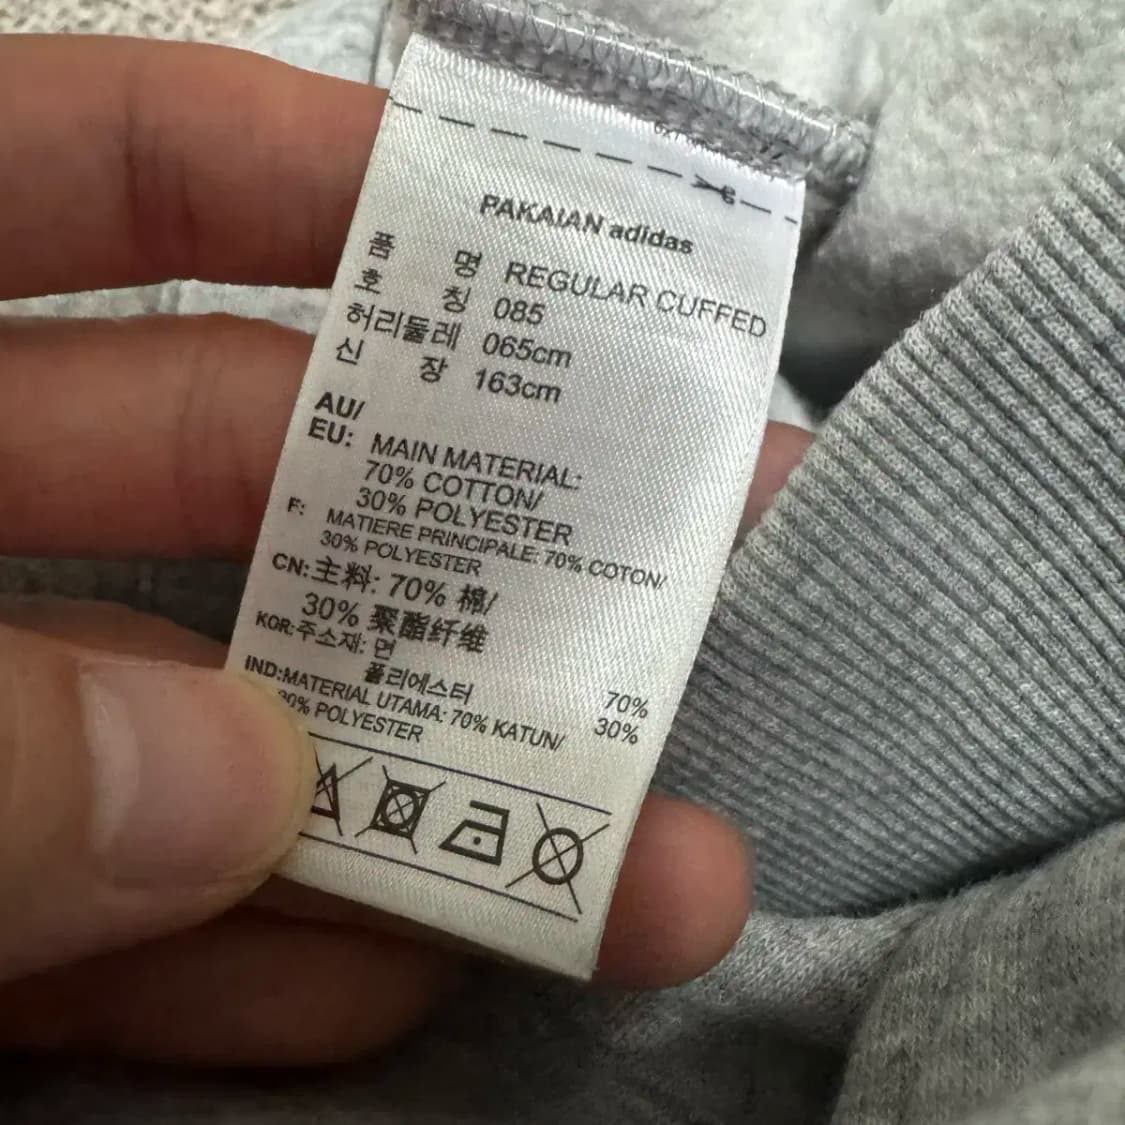 PAKAIAN adidas
품 명 REGULAR CUFFED
호 칭 085
허리둘레 065cm
신 장 163cm
AU/
EU: MAIN MATERIAL:
70% COTTON/
30% POLYESTER
F: MATIERE PRINCIPALE: 70% COTON/
30% POLYESTER
CN:主料: 70% 棉/
30% 聚酯纤维
KOR:주소재: 면 70%
폴리에스터 30%
IND:MATERIAL UTAMA: 70% KATUN/
30% POLYESTER